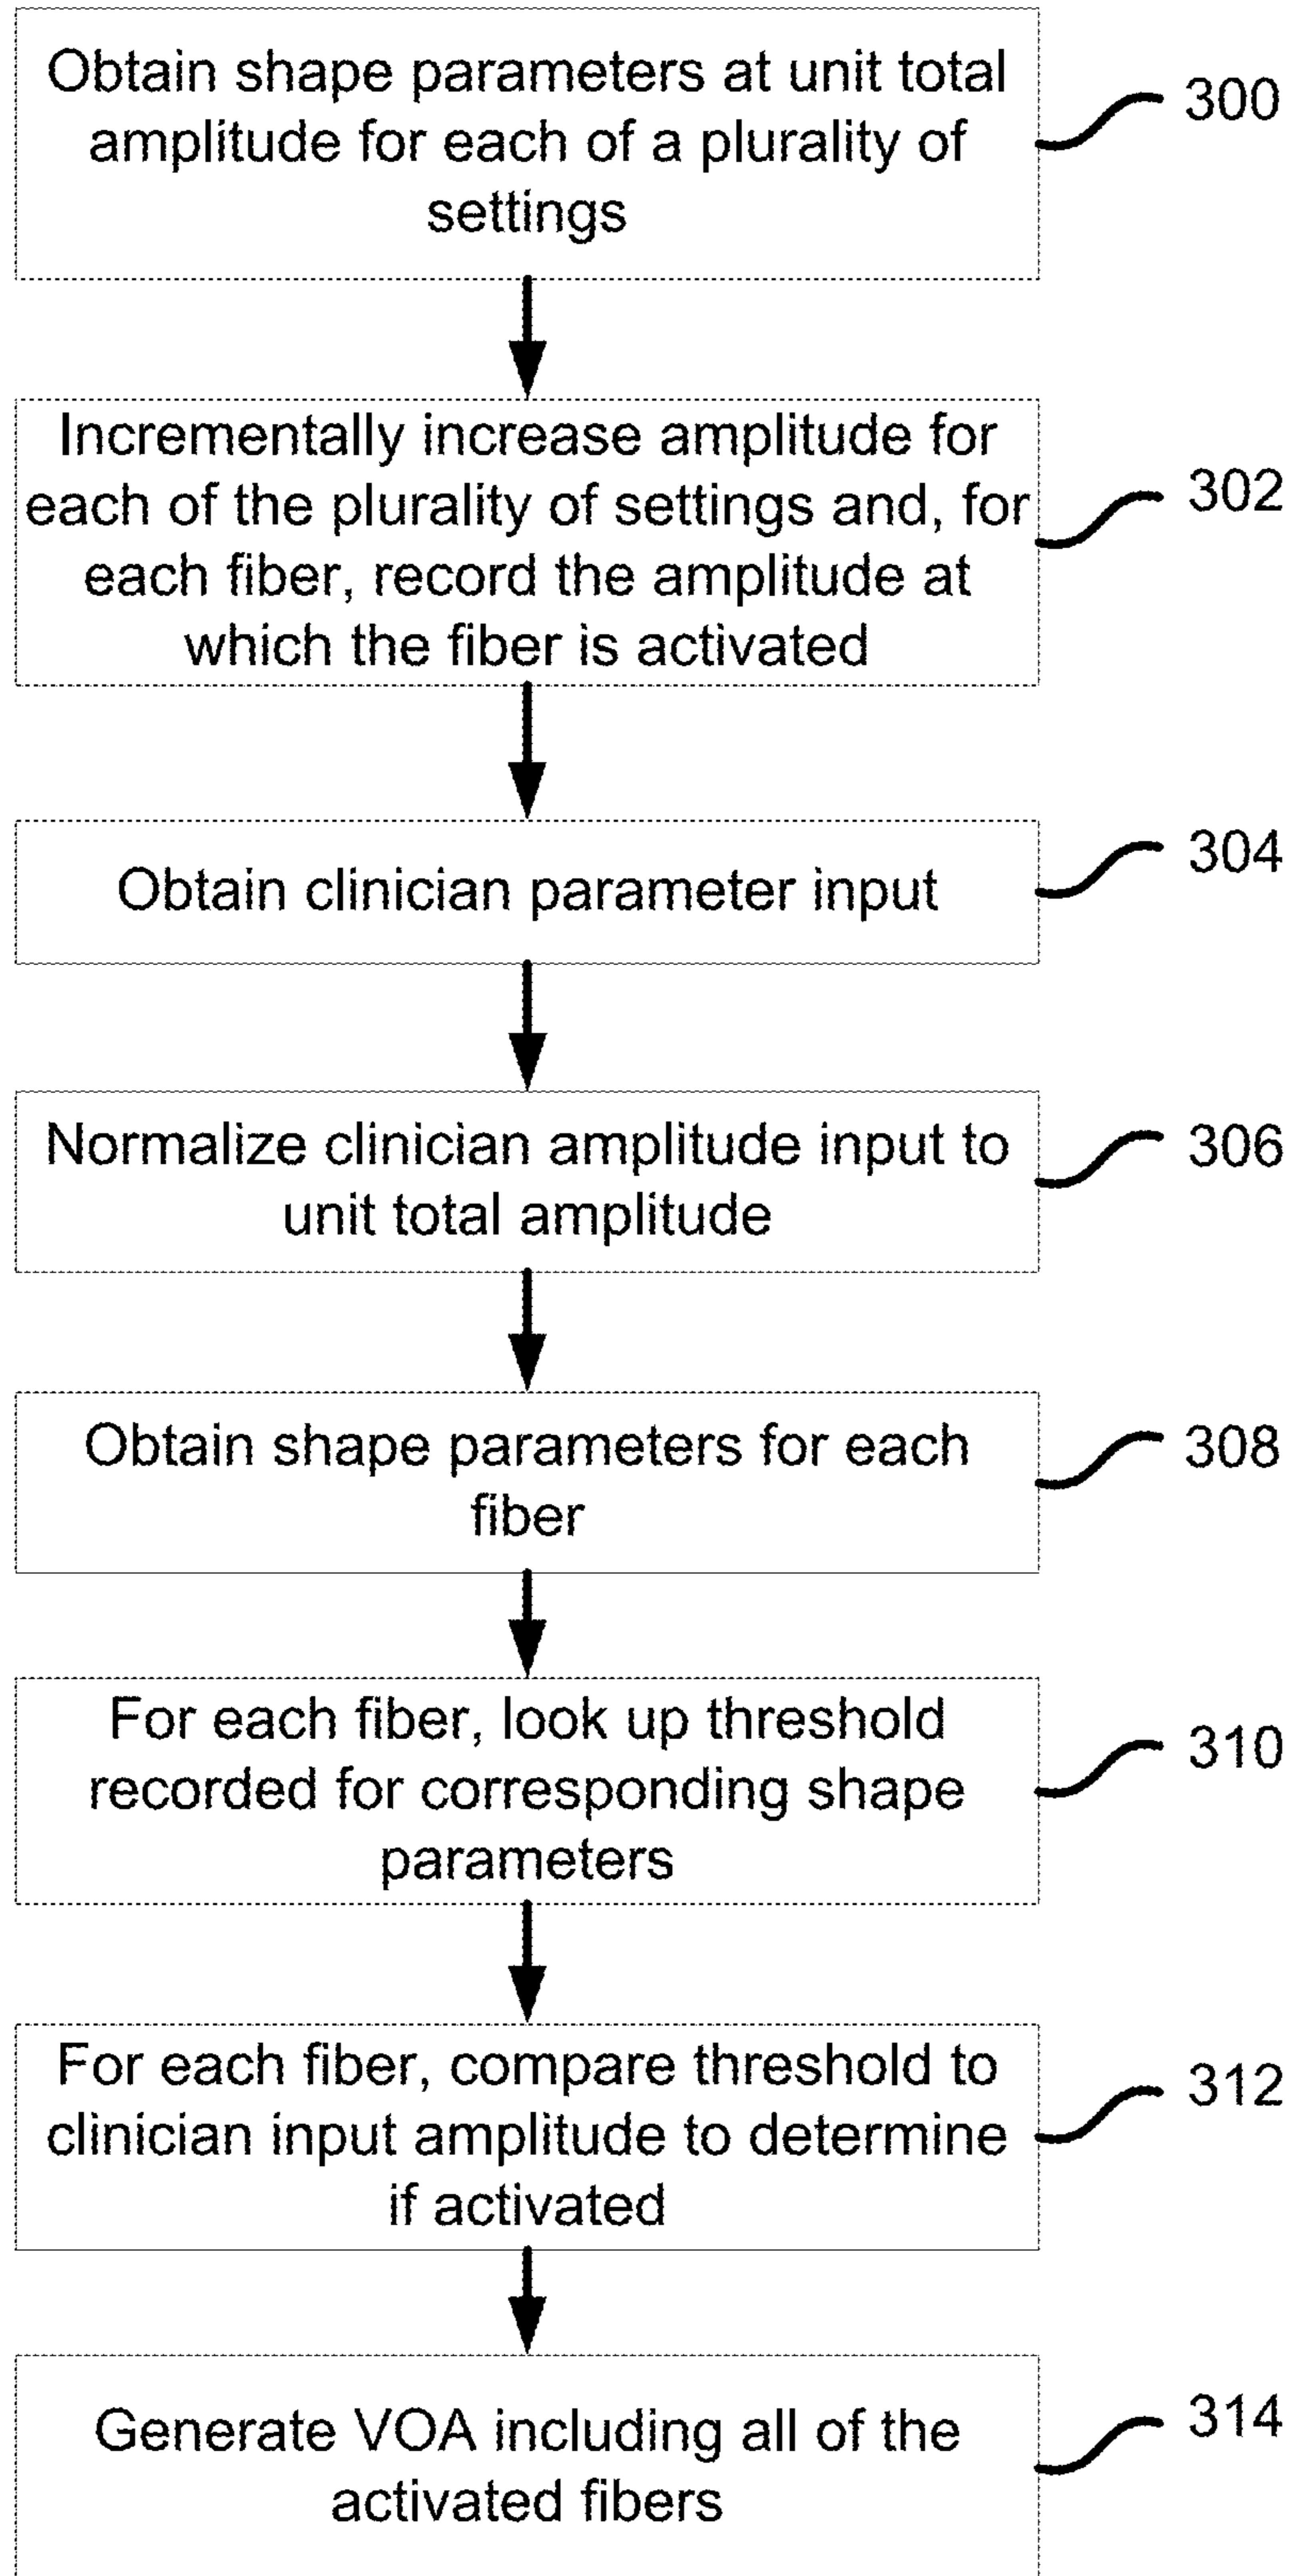 Obtain shape parameters at unit total
amplitude for each of a plurality of
settings
300
Incrementally increase amplitude for
each of the plurality of settings and, for
each fiber, record the amplitude at
which the fiber is activated
302
Obtain clinician parameter input
304
Normalize clinician amplitude input to
unit total amplitude
306
Obtain shape parameters for each
fiber
308
For each fiber, look up threshold
recorded for corresponding shape
parameters
310
For each fiber, compare threshold to
clinician input amplitude to determine
if activated
312
Generate VOA including all of the
activated fibers
314